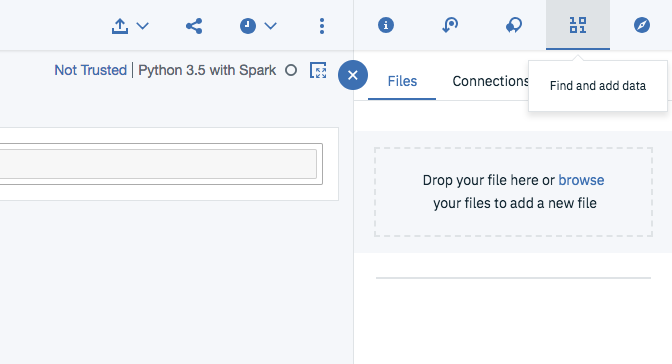 Not Trusted | Python 3.5 with Spark
Files
Connections
Find and add data
Drop your file here or browse
your files to add a new file